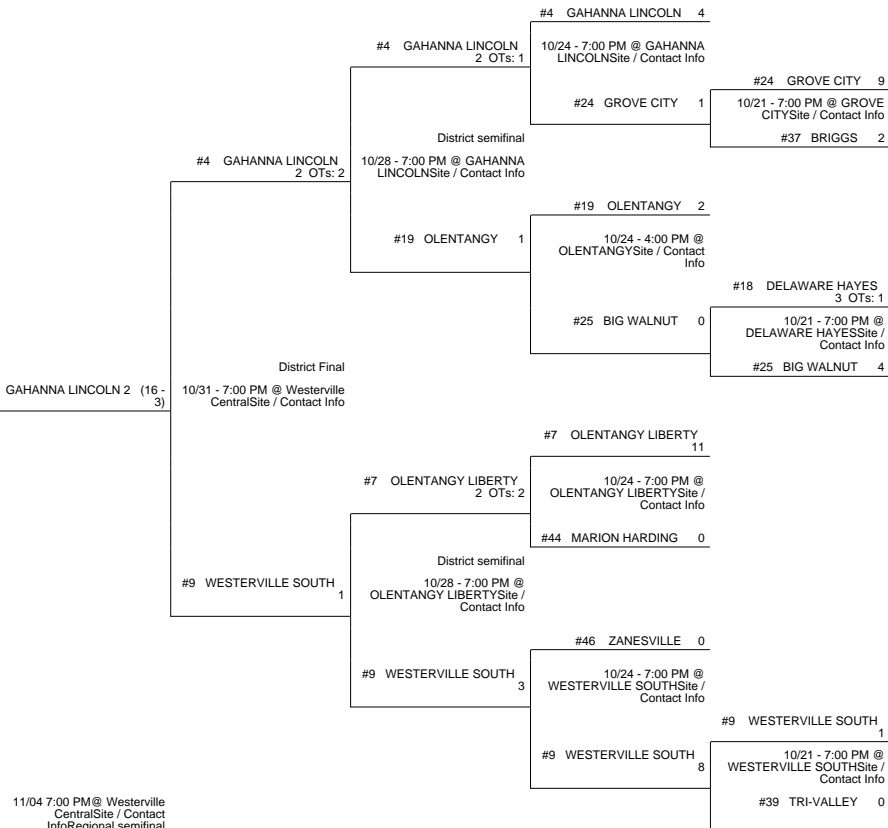 #4 GAHANNA LINCOLN 4
#4 GAHANNA LINCOLN
2 OTs: 1
10/24 - 7:00 PM @ GAHANNA
LINCOLNSite / Contact Info
#24 GROVE CITY 9
#24 GROVE CITY 1
10/21 - 7:00 PM @ GROVE
CITYSite / Contact Info
District semifinal
#37 BRIGGS 2
#4 GAHANNA LINCOLN
2 OTs: 2
10/28 - 7:00 PM @ GAHANNA
LINCOLNSite / Contact Info
#19 OLENTANGY 2
#19 OLENTANGY 1
10/24 - 4:00 PM @
OLENTANGYSite / Contact
Info
#18 DELAWARE HAYES
3 OTs: 1
#25 BIG WALNUT 0
10/21 - 7:00 PM @
DELAWARE HAYESSite /
Contact Info
District Final
#25 BIG WALNUT 4
GAHANNA LINCOLN 2 (16 -
3)
10/31 - 7:00 PM @ Westerville
CentralSite / Contact Info
#7 OLENTANGY LIBERTY
11
#7 OLENTANGY LIBERTY
2 OTs: 2
10/24 - 7:00 PM @
OLENTANGY LIBERTYSite /
Contact Info
#44 MARION HARDING 0
District semifinal
#9 WESTERVILLE SOUTH
1
10/28 - 7:00 PM @
OLENTANGY LIBERTYSite /
Contact Info
#46 ZANESVILLE 0
#9 WESTERVILLE SOUTH
3
10/24 - 7:00 PM @
WESTERVILLE SOUTHSite /
Contact Info
#9 WESTERVILLE SOUTH
1
#9 WESTERVILLE SOUTH
8
10/21 - 7:00 PM @
WESTERVILLE SOUTHSite /
Contact Info
#39 TRI-VALLEY 0
11/04 7:00 PM@ Westerville
CentralSite / Contact
InfoRegional semifinal